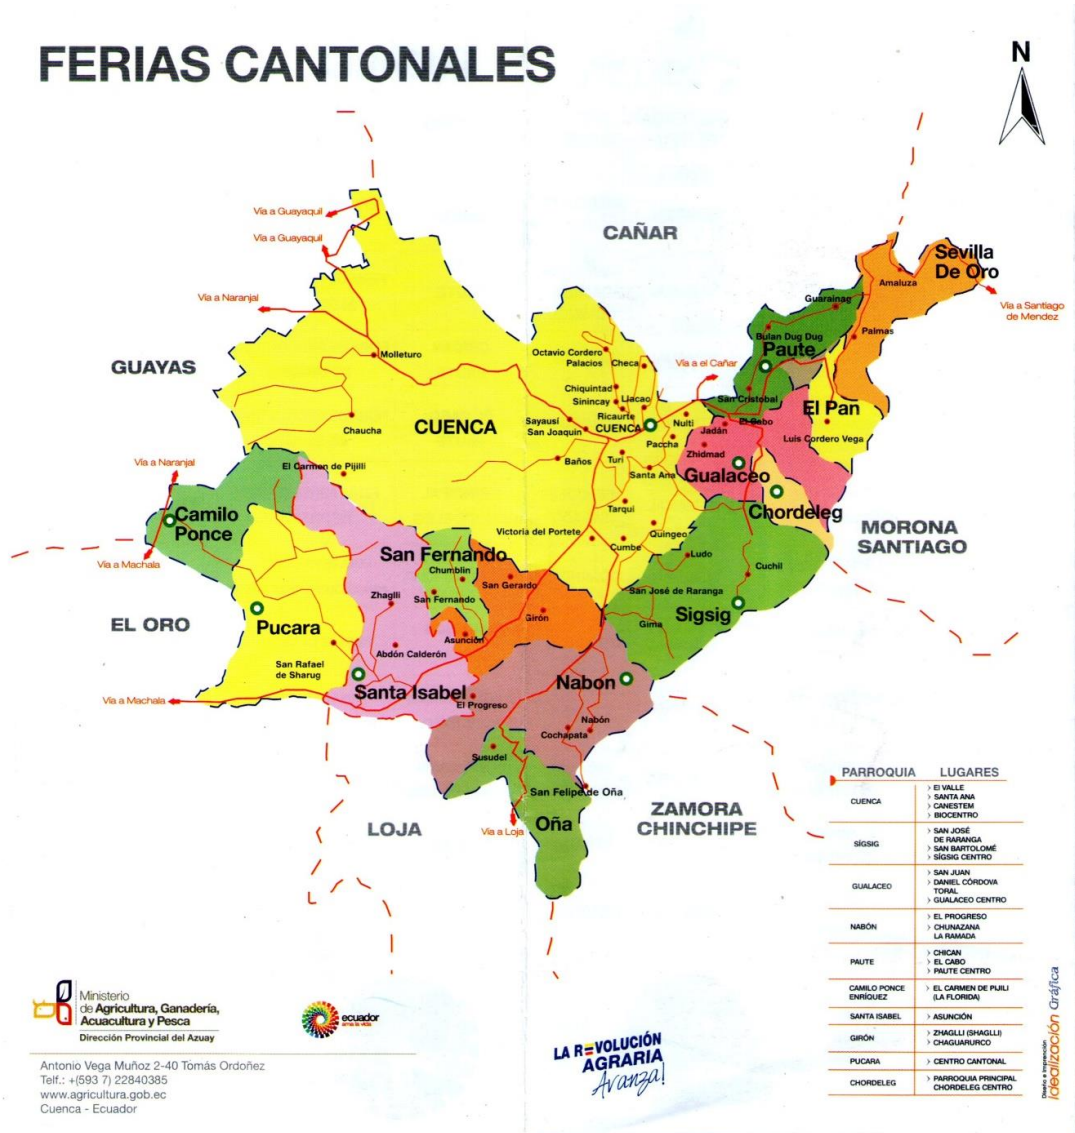 FERIAS CANTONALES
N
Vía a Guayaquil
Vía a Guayaquil
CAÑAR
Sevilla
De Oro
Amaluza
Vía a Naranjal
Guarainag
Vía a Santiago
de Mendez
Palmas
Bulan Dug Dug
Paute
Molleturo
Octavio Cordero
Palacios
Checa
Vía a el Cañar
GUAYAS
Chiquintad
Sinincay
Llacao
San Cristobal
El Pan
Ricaurte
CUENCA
Chaucha
Sayausí
San Joaquin
CUENCA
Nulti
Jadán
El Cabo
Paccha
Luis Cordero Vega
Zhidmad
Vía a Naranjal
El Carmen de Pijilli
Baños
Turi
Santa Ana
Gualaceo
Camilo
Ponce
Tarqui
Chordeleg
Victoria del Portete
Quingeo
MORONA
SANTIAGO
San Fernando
Cumbe
Ludo
Vía a Machala
Chumblin
Cuchil
San Gerardo
Zhaglli
San Fernando
San José de Raranga
EL ORO
Pucara
Girón
Sigsig
Gima
Asunción
Abdón Calderón
San Rafael
de Sharug
Santa Isabel
Nabon
Vía a Machala
El Progreso
Nabón
Cochapata
Susudel
San Felipe de Oña
LOJA
Vía a Loja
Oña
ZAMORA
CHINCHIPE
PARROQUIA LUGARES
CUENCA
> El VALLE
> SANTA ANA
> CANESTEM
> BIOCENTRO
SÍGSIG
> SAN JOSÉ
DE RARANGA
> SAN BARTOLOMÉ
> SÍGSIG CENTRO
GUALACEO
> SAN JUAN
> DANIEL CÓRDOVA
TORAL
> GUALACEO CENTRO
NABÓN
> EL PROGRESO
> CHUNAZANA
LA RAMADA
PAUTE
> CHICAN
> EL CABO
> PAUTE CENTRO
CAMILO PONCE
ENRÍQUEZ
> EL CARMEN DE PIJILI
(LA FLORIDA)
SANTA ISABEL > ASUNCIÓN
GIRÓN
> ZHAGLLI (SHAGLLI)
> CHAGUARURCO
PUCARA > CENTRO CANTONAL
CHORDELEG
> PARROQUIA PRINCIPAL
CHORDELEG CENTRO
Ministerio
de Agricultura, Ganadería,
Acuacultura y Pesca
Dirección Provincial del Azuay
ecuador
ama la vida
LA REVOLUCIÓN
AGRARIA
Avanza!
Antonio Vega Muñoz 2-40 Tomás Ordoñez
Telf.: +(593 7) 22840385
www.agricultura.gob.ec
Cuenca - Ecuador
Diseño e Impresión
Idealización Gráfica